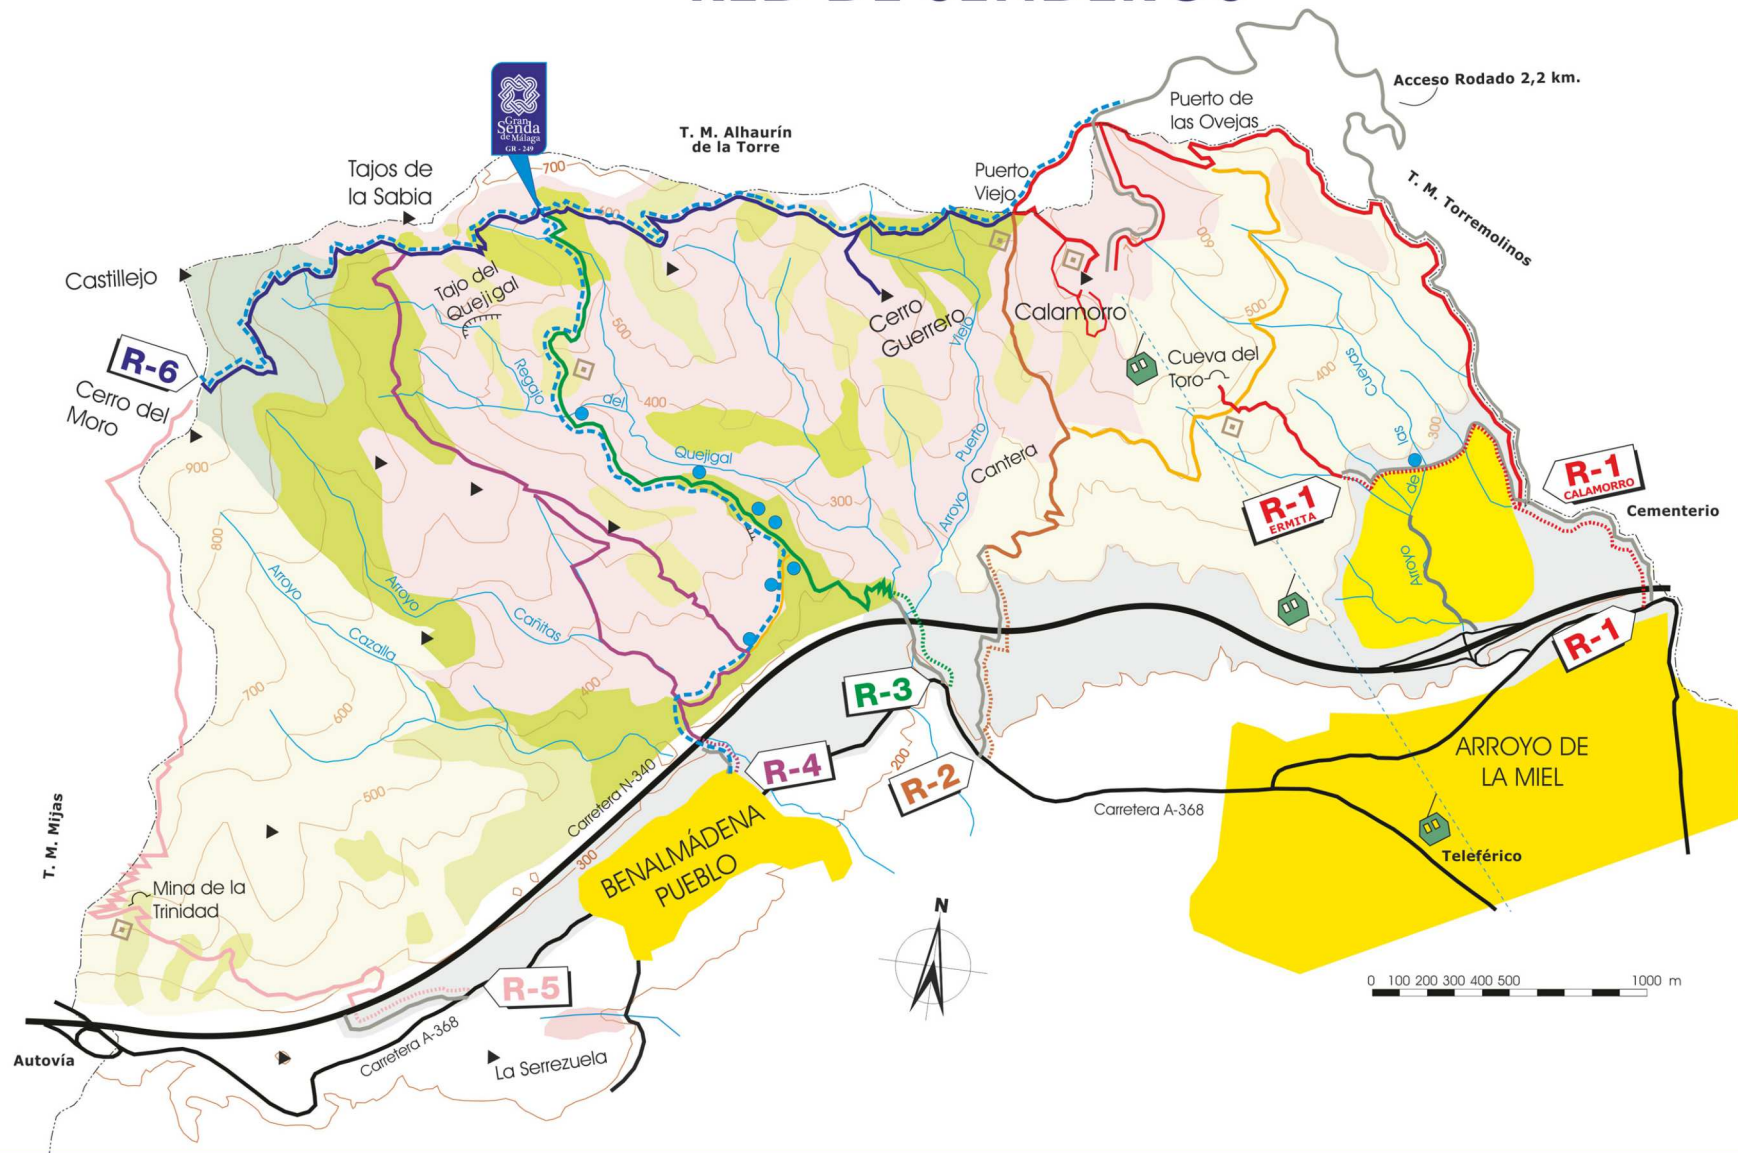 RED DE SENDEROS
Acceso Rodado 2,2 km.
Puerto de
las Ovejas
Gran
Senda
de Málaga
GR - 249
T. M. Alhaurín
de la Torre
700
Tajos de
la Sabia
Puerto
Viejo
T. M. Torremolinos
600
600
700
Castillejo
Tajo del
Quejigal
500
Cerro
Guerrero
Calamorro
500
R-6
Cerro del
Moro
Regajo
del
Quejigal
400
Viejo
Puerto
Arroyo
Cueva del
Toro
400
Cuevas
las
de
Arroyo
300
900
Cantera
300
R-1
ERMITA
R-1
CALAMORRO
Cementerio
800
Arroyo
Cazalla
Arroyo
Cañitas
R-1
700
600
400
R-3
500
Carretera N-340
R-4
200
R-2
ARROYO DE
LA MIEL
Carretera A-368
T. M. Mijas
300
BENALMÁDENA
PUEBLO
Teleférico
Mina de la
Trinidad
N
R-5
0 100 200 300 400 500 1000 m
Autovía
Carretera A-368
La Serrezuela